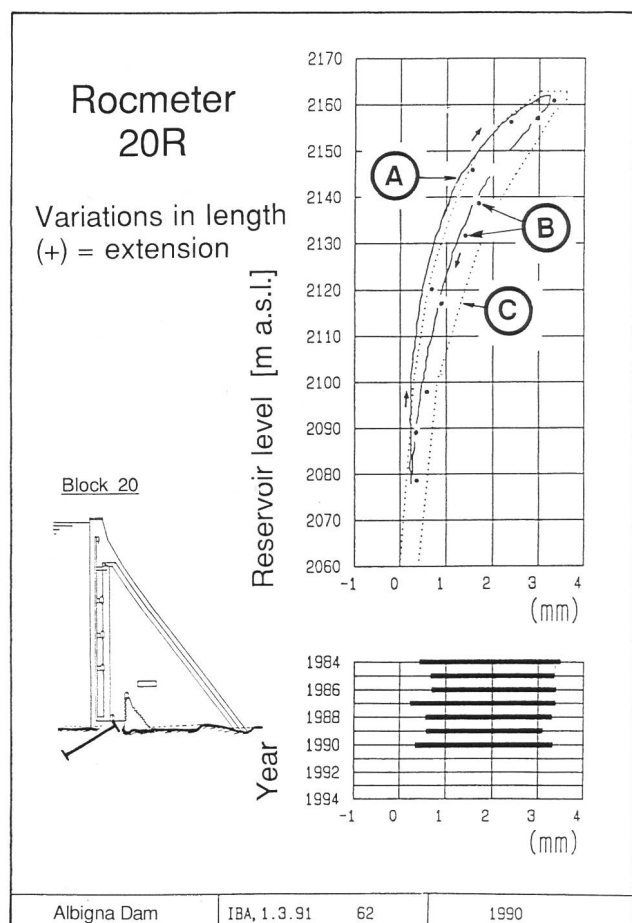 Rocmeter
20R
Variations in length
(+) = extension
Block 20
Reservoir level [m a.s.l.]
2170
2160
2150
2140
2130
2120
2110
2100
2090
2080
2070
2060
-1 0 1 2 3 4
(mm)
A
B
C
Year
1984
1986
1988
1990
1992
1994
-1 0 1 2 3 4
(mm)
Albigna Dam IBA, 1.3.91 62 1990